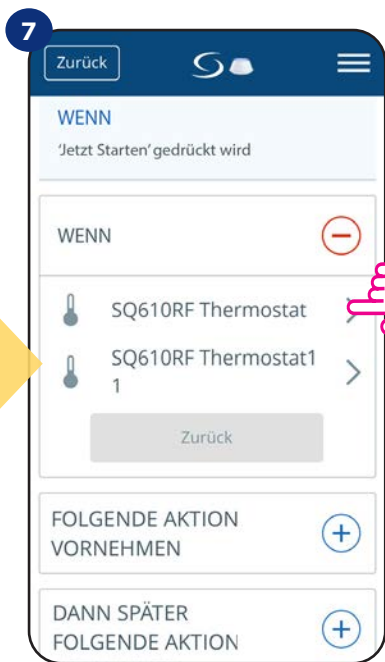 7
Zurück
WENN
'Jetzt Starten' gedrückt wird
WENN
SQ610RF Thermostat
SQ610RF Thermostat1
1
Zurück
FOLGENDE AKTION
VORNEHMEN
DANN SPÄTER
FOLGENDE AKTION